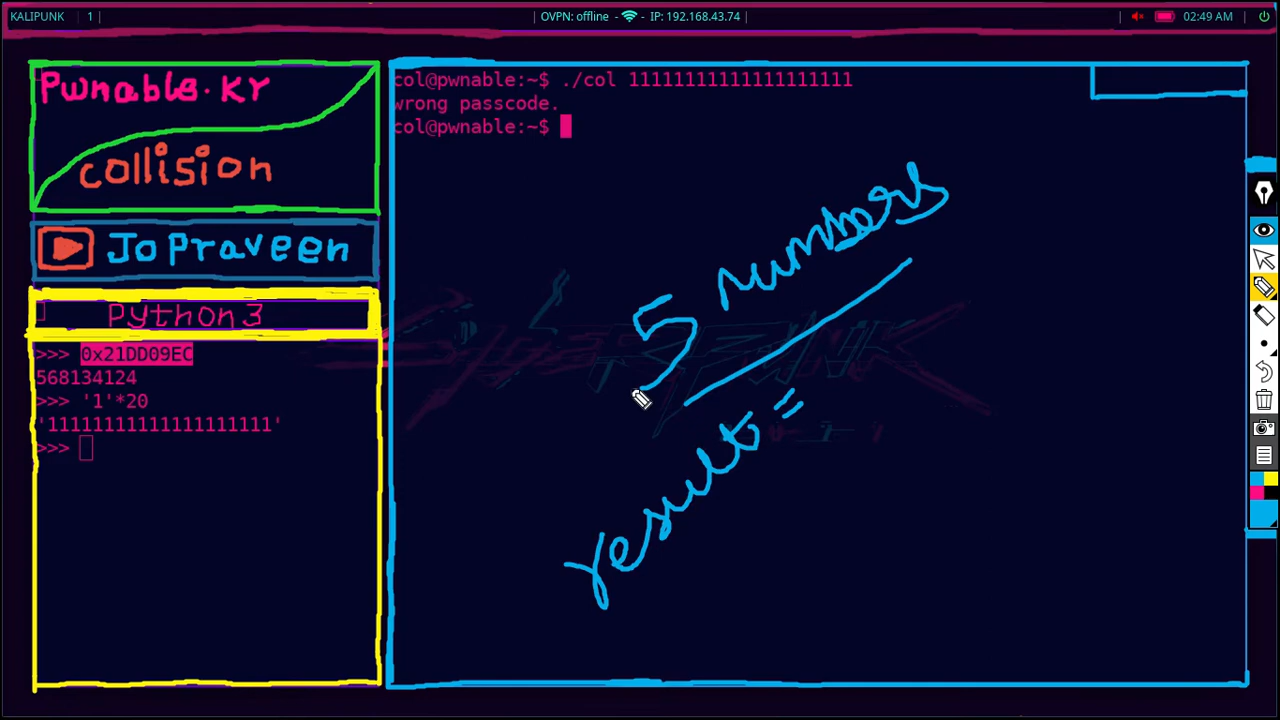 KALIPUNK 1 | OVPN: offline - IP: 192.168.43.74 | 02:49 AM
Pwnable.kr
collision
JoPraveen
Python3
>>> 0x21DD09EC
568134124
>>> '1'*20
'11111111111111111111'
>>>
col@pwnable:~$ ./col 11111111111111111111
wrong passcode.
col@pwnable:~$
5 numbers
result =
CYBERPUNK